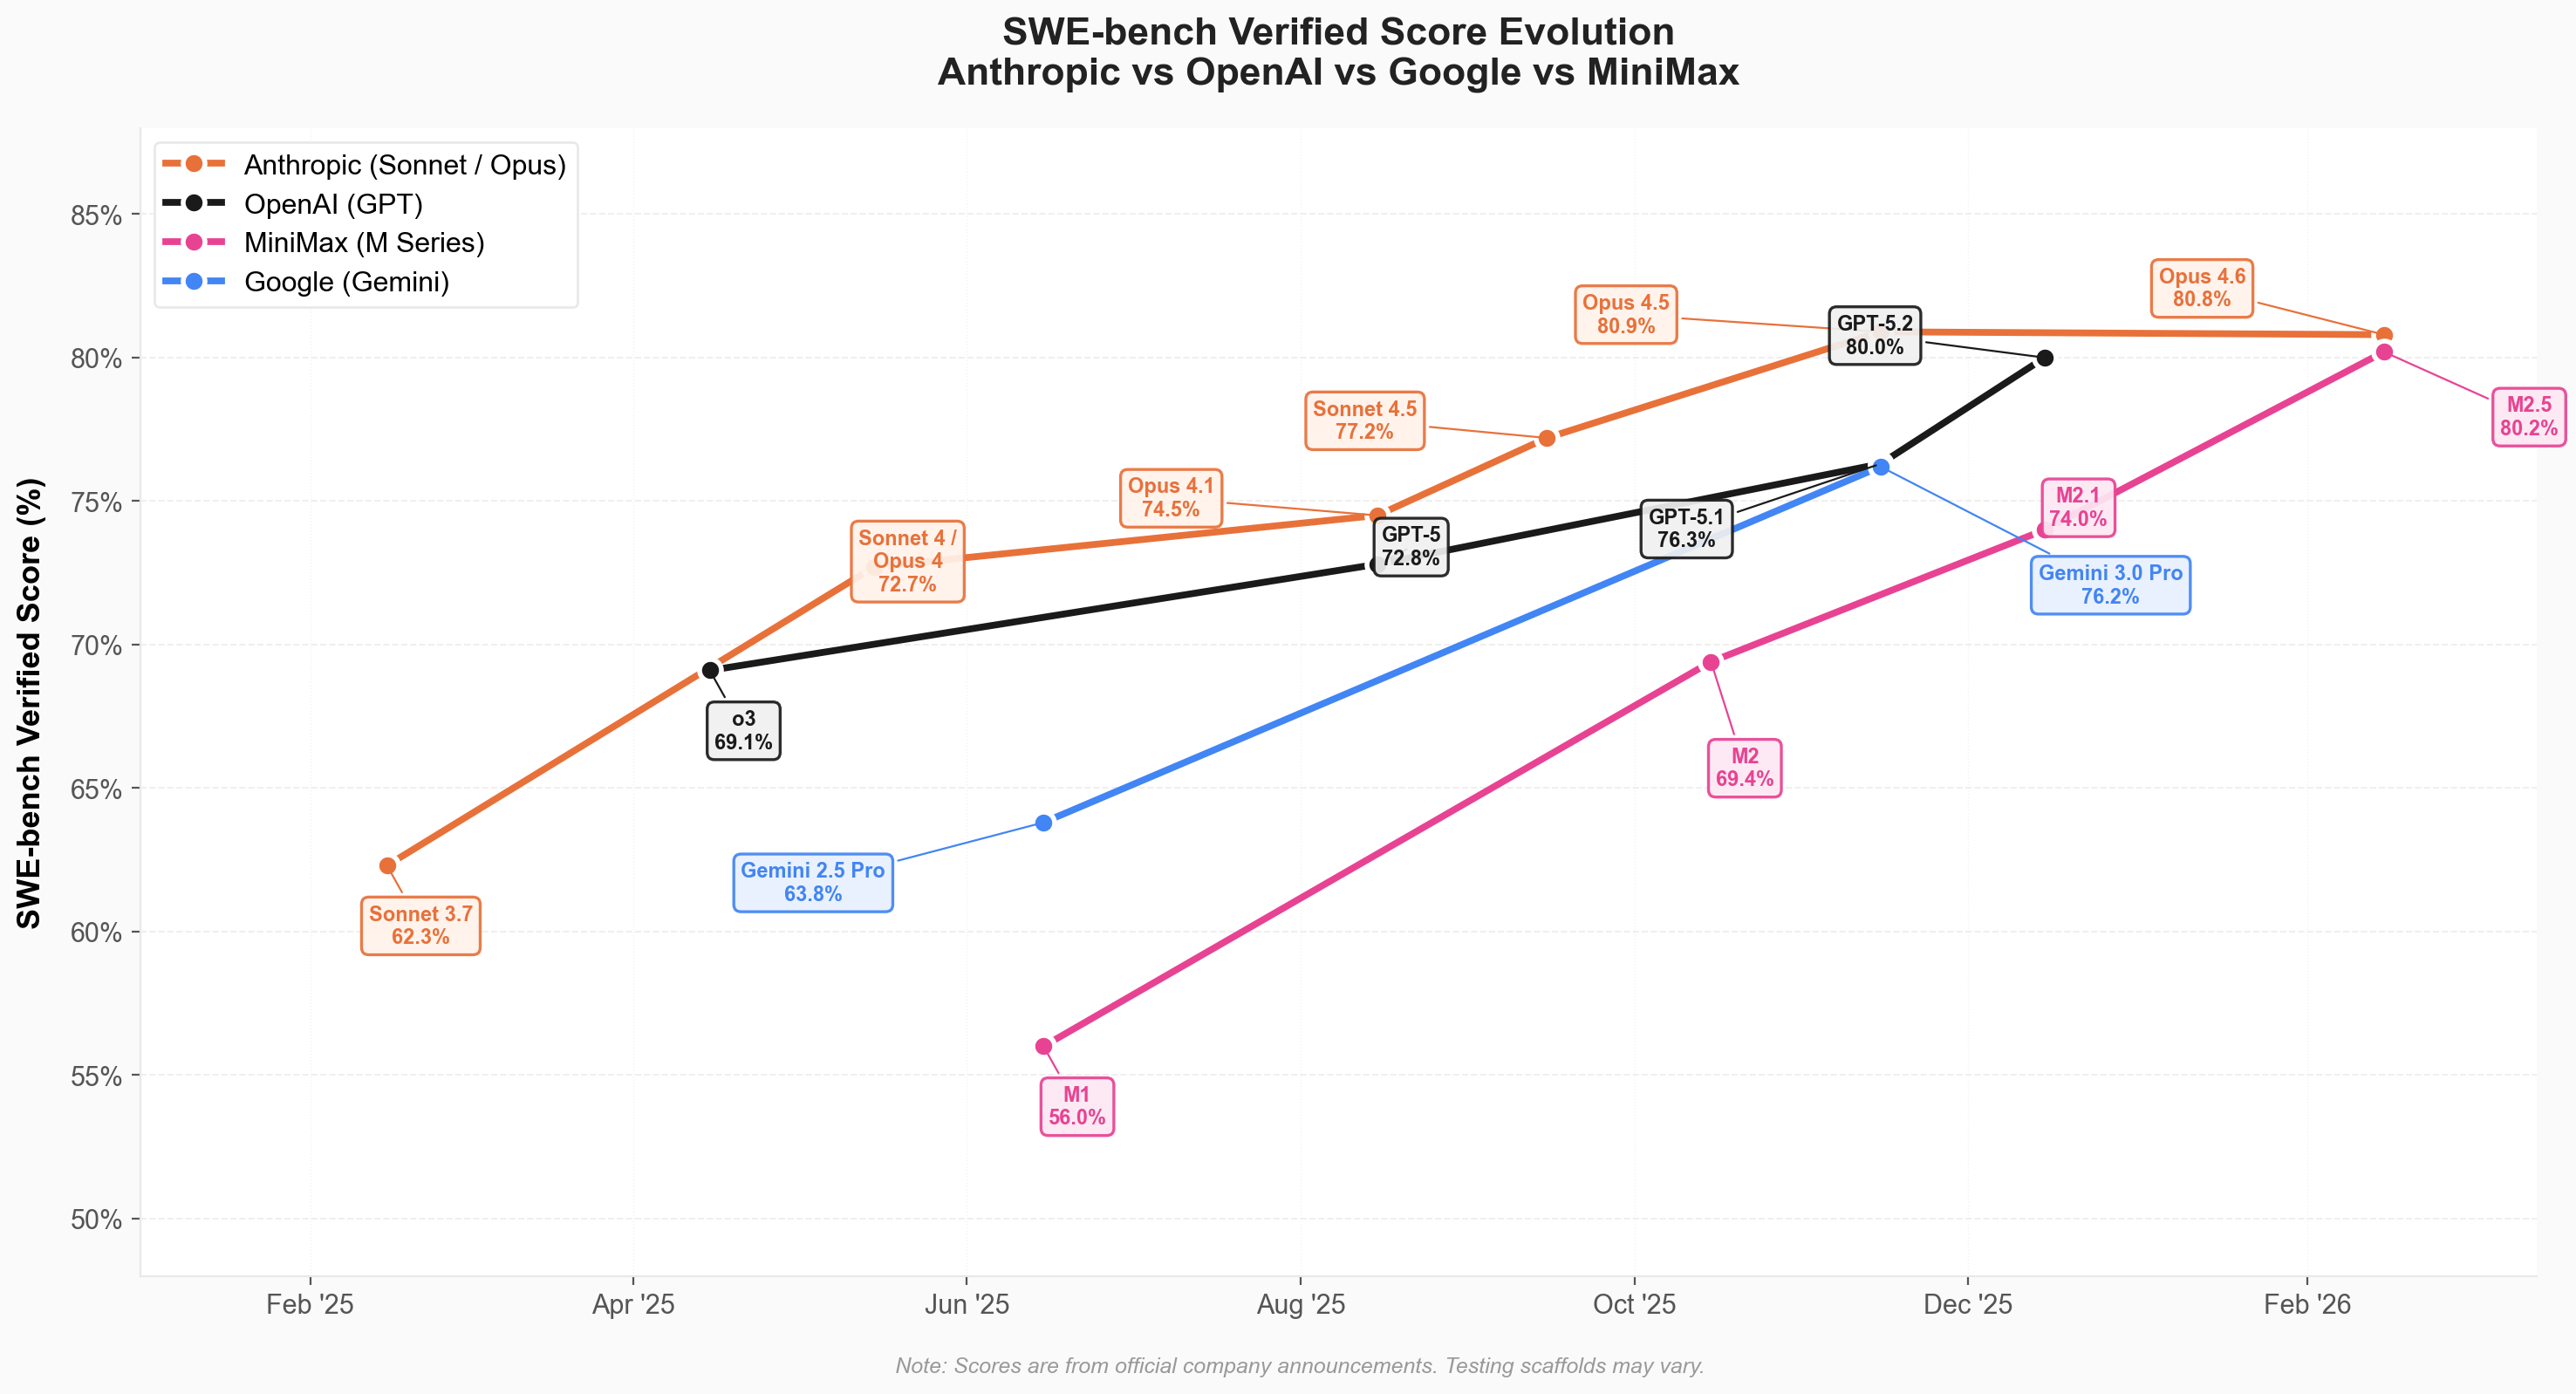 SWE-bench Verified Score Evolution
Anthropic vs OpenAI vs Google vs MiniMax
Anthropic (Sonnet / Opus)
OpenAI (GPT)
MiniMax (M Series)
Google (Gemini)
SWE-bench Verified Score (%)
85%
80%
75%
70%
65%
60%
55%
50%
Sonnet 3.7
62.3%
o3
69.1%
Sonnet 4 /
Opus 4
72.7%
Gemini 2.5 Pro
63.8%
M1
56.0%
Opus 4.1
74.5%
GPT-5
72.8%
Sonnet 4.5
77.2%
M2
69.4%
Opus 4.5
80.9%
GPT-5.1
76.3%
GPT-5.2
80.0%
Gemini 3.0 Pro
76.2%
M2.1
74.0%
Opus 4.6
80.8%
M2.5
80.2%
Feb '25
Apr '25
Jun '25
Aug '25
Oct '25
Dec '25
Feb '26
Note: Scores are from official company announcements. Testing scaffolds may vary.